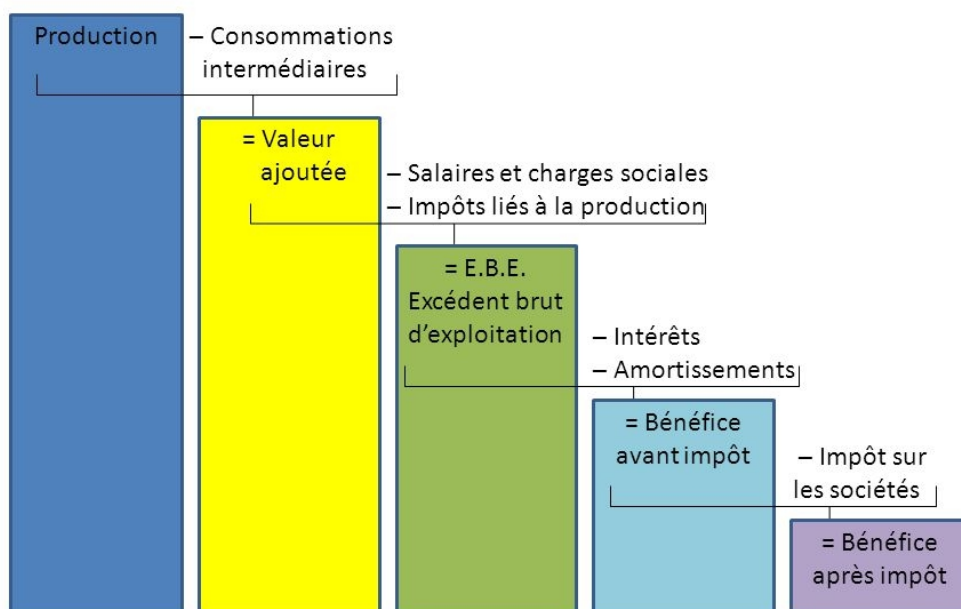 Production
– Consommations
intermédiaires
= Valeur
ajoutée
– Salaires et charges sociales
– Impôts liés à la production
= E.B.E.
Excédent brut
d’exploitation
– Intérêts
– Amortissements
= Bénéfice
avant impôt
– Impôt sur
les sociétés
= Bénéfice
après impôt